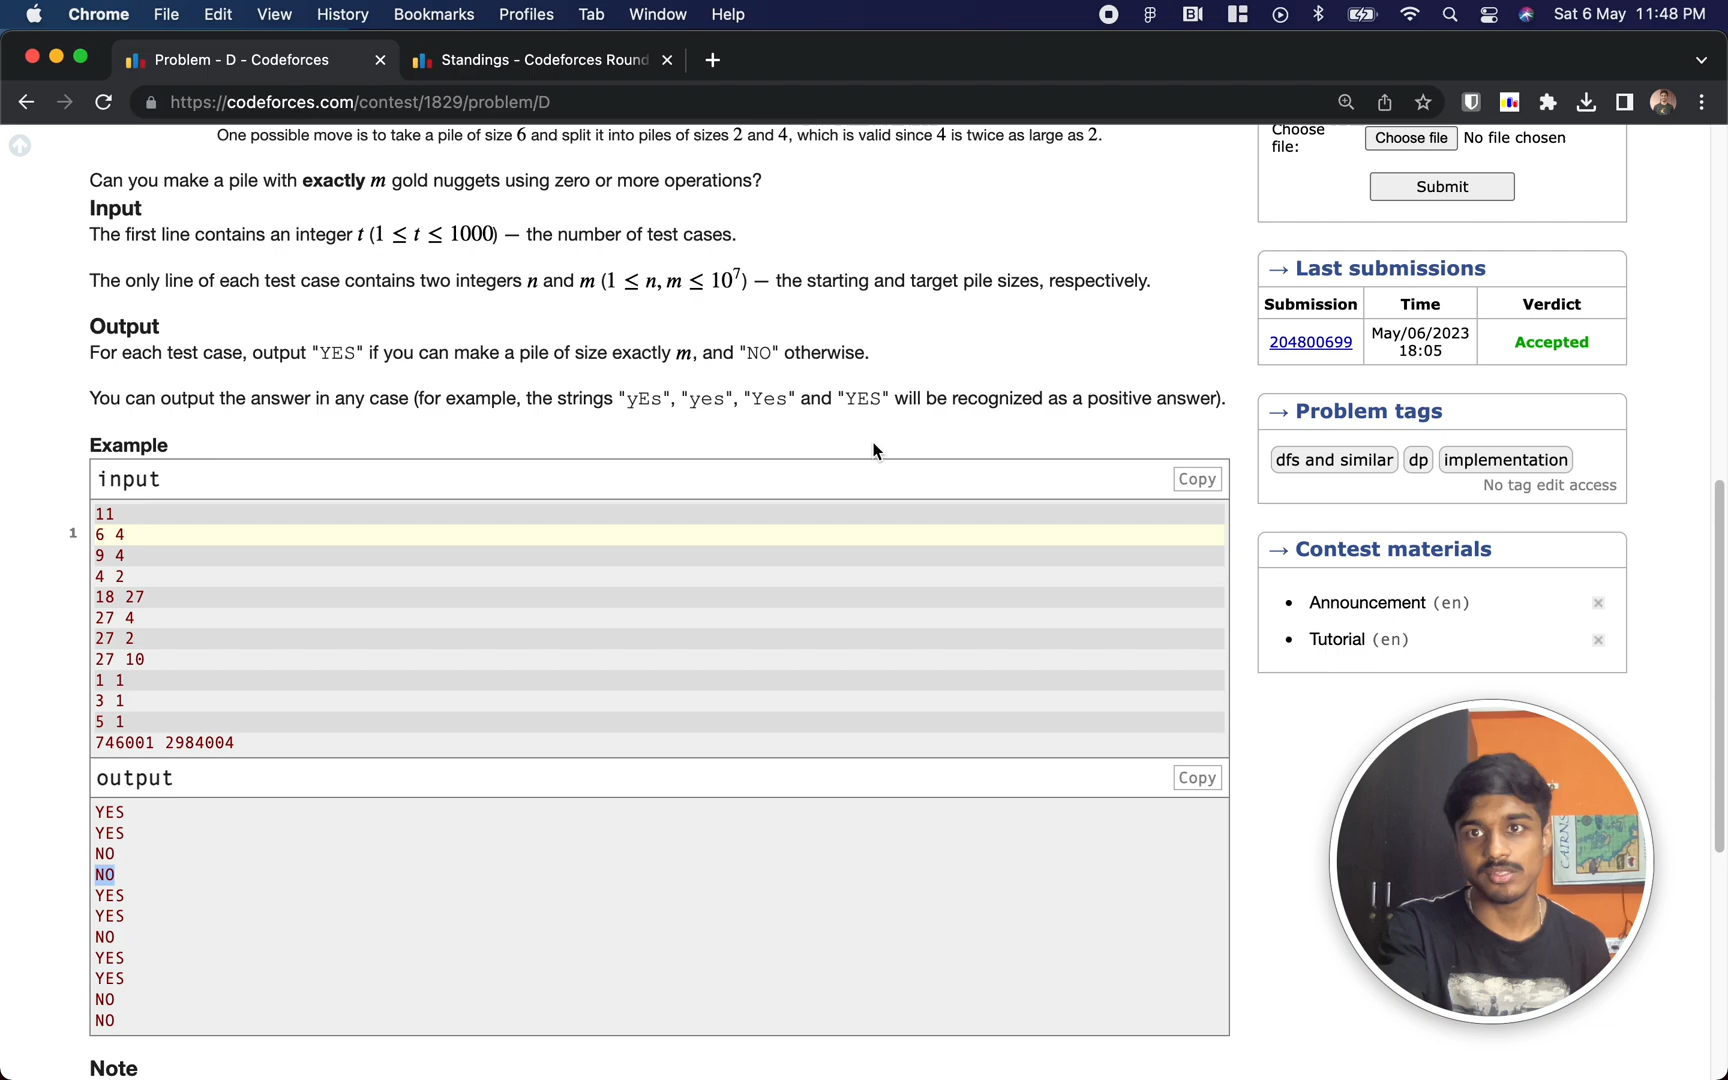 Chrome File Edit View History Bookmarks Profiles Tab Window Help Sat 6 May 11:48 PM
Problem - D - Codeforces Standings - Codeforces Round
https://codeforces.com/contest/1829/problem/D
One possible move is to take a pile of size 6 and split it into piles of sizes 2 and 4, which is valid since 4 is twice as large as 2.
Can you make a pile with exactly m gold nuggets using zero or more operations?
Input
The first line contains an integer t (1 ≤ t ≤ 1000) — the number of test cases.
The only line of each test case contains two integers n and m (1 ≤ n, m ≤ 10^7) — the starting and target pile sizes, respectively.
Output
For each test case, output "YES" if you can make a pile of size exactly m, and "NO" otherwise.
You can output the answer in any case (for example, the strings "yEs", "yes", "Yes" and "YES" will be recognized as a positive answer).
Example
input
Copy
11
1
6 4
9 4
4 2
18 27
27 4
27 2
27 10
1 1
3 1
5 1
746001 2984004
output
Copy
YES
YES
NO
NO
YES
YES
NO
YES
YES
NO
NO
Note
Choose
file:
Choose file No file chosen
Submit
→ Last submissions
Submission Time Verdict
204800699 May/06/2023 Accepted
18:05
→ Problem tags
dfs and similar dp implementation
No tag edit access
→ Contest materials
Announcement (en)
Tutorial (en)
CAIRNS